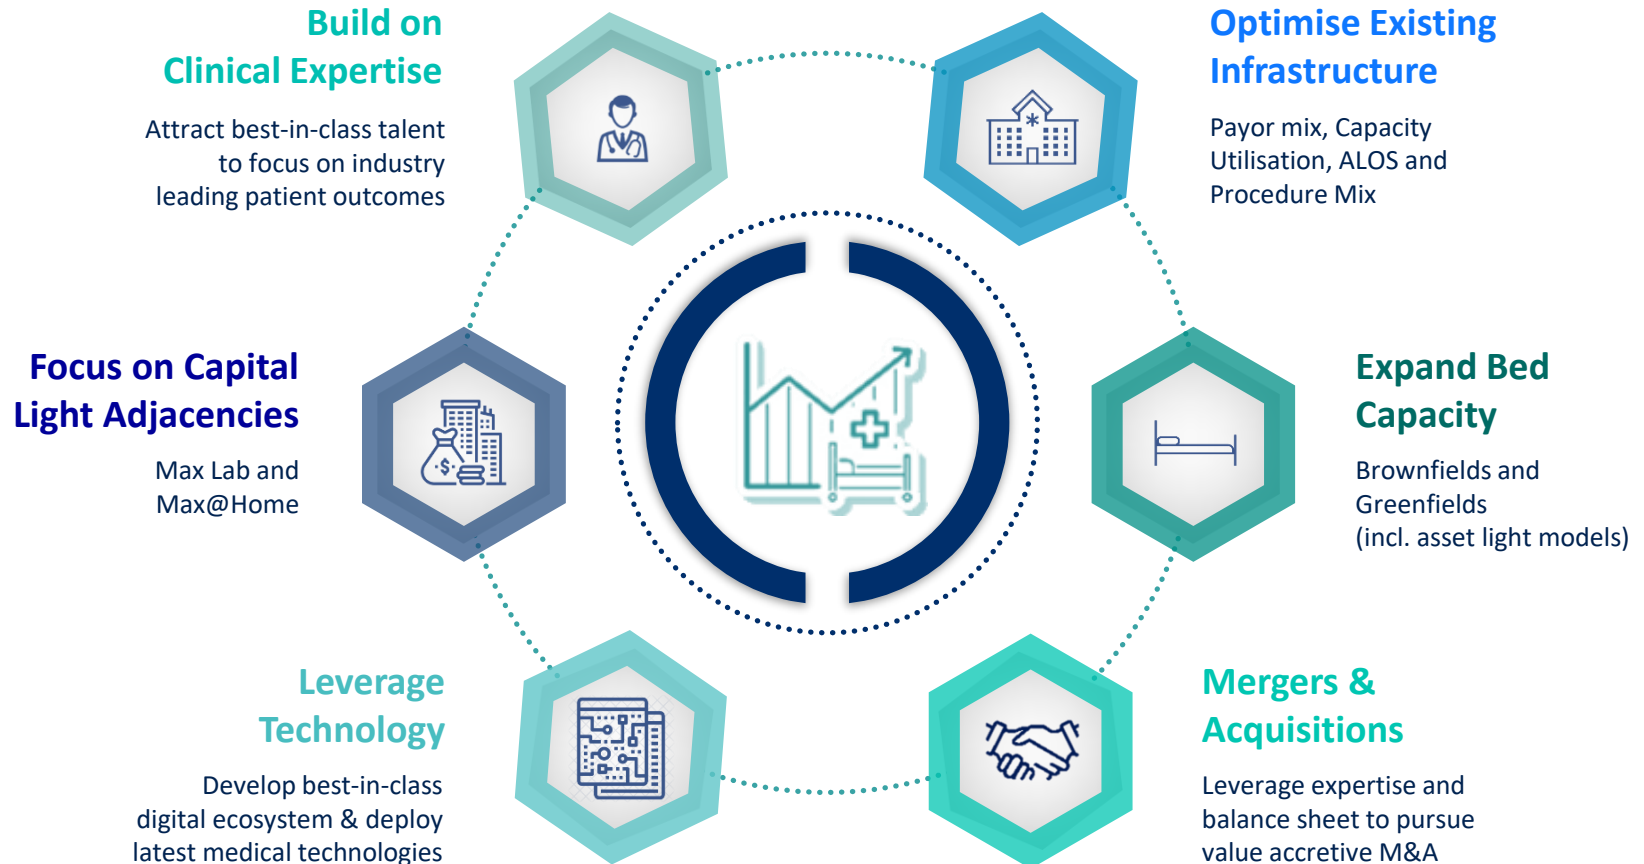 Build on
Clinical Expertise
Attract best-in-class talent
to focus on industry
leading patient outcomes
Optimise Existing
Infrastructure
Payor mix, Capacity
Utilisation, ALOS and
Procedure Mix
Focus on Capital
Light Adjacencies
Max Lab and
Max@Home
$
Expand Bed
Capacity
Brownfields and
Greenfields
(incl. asset light models)
Leverage
Technology
Develop best-in-class
digital ecosystem & deploy
latest medical technologies
Mergers &
Acquisitions
Leverage expertise and
balance sheet to pursue
value accretive M&A